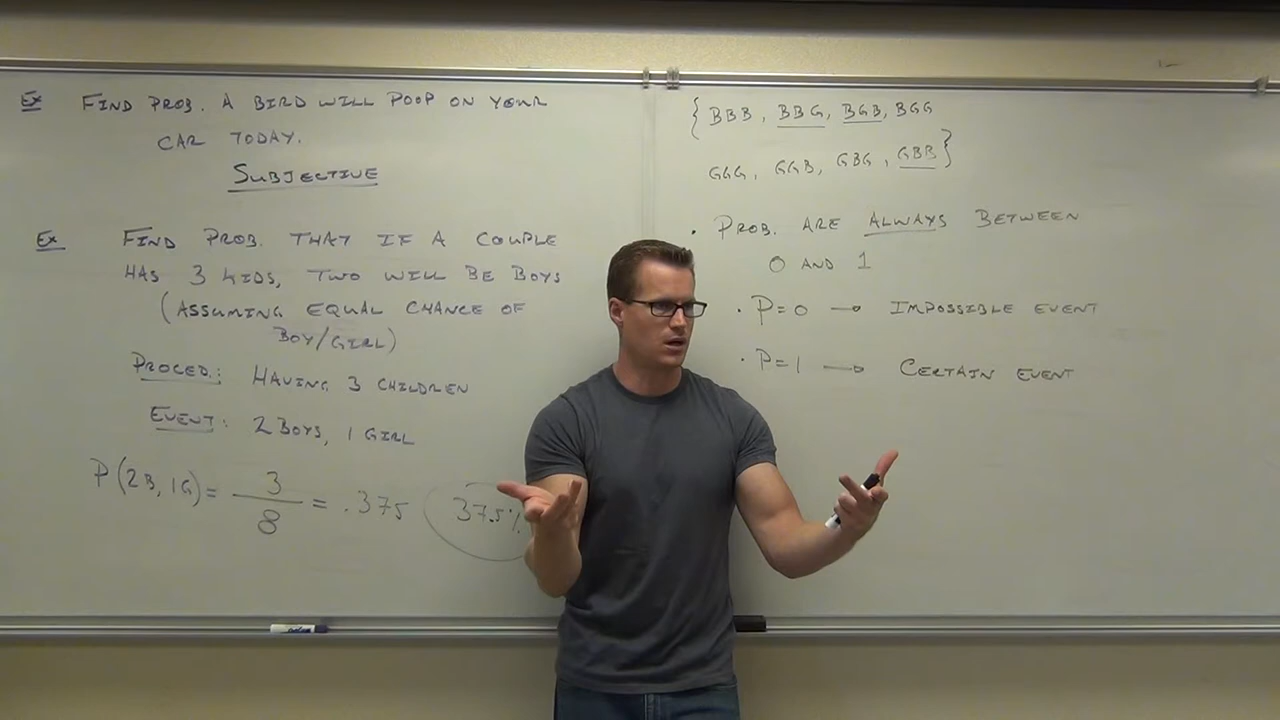 Ex FIND PROB. A BIRD WILL POOP ON YOUR
CAR TODAY.
SUBJECTIVE
Ex FIND PROB. THAT IF A COUPLE
HAS 3 KIDS, TWO WILL BE BOYS
(ASSUMING EQUAL CHANCE OF
BOY/GIRL)
PROCED.: HAVING 3 CHILDREN
EVENT: 2 BOYS, 1 GIRL
P(2B, 1G) = 3/8 = .375 37.5%
{BBB, BBG, BGB, BGG
GGG, GGB, GBG, GBB}
• PROB. ARE ALWAYS BETWEEN
0 AND 1
• P=0 → IMPOSSIBLE EVENT
• P=1 → CERTAIN EVENT